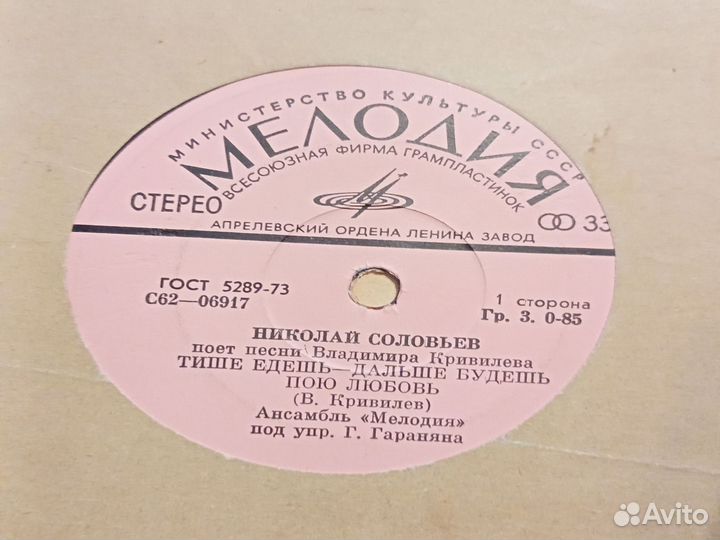 МИНИСТЕРСТВО КУЛЬТУРЫ СССР
МЕЛОДИЯ
ВСЕСОЮЗНАЯ ФИРМА ГРАМПЛАСТИНОК
СТЕРЕО
33
АПРЕЛЕВСКИЙ ОРДЕНА ЛЕНИНА ЗАВОД
ГОСТ 5289-73
С62—06917
1 сторона
Гр. 3. 0-85
НИКОЛАЙ СОЛОВЬЕВ
поет песни Владимира Кривилева
ТИШЕ ЕДЕШЬ—ДАЛЬШЕ БУДЕШЬ
ПОЮ ЛЮБОВЬ
(В. Кривилев)
Ансамбль «Мелодия»
под упр. Г. Гараняна
Avito